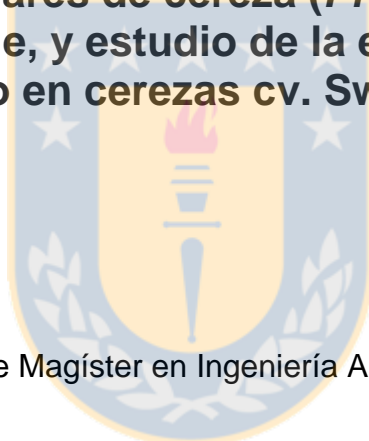 ares de cereza (
e, y estudio de la e
o en cerezas cv. Sw
e Magíster en Ingeniería A